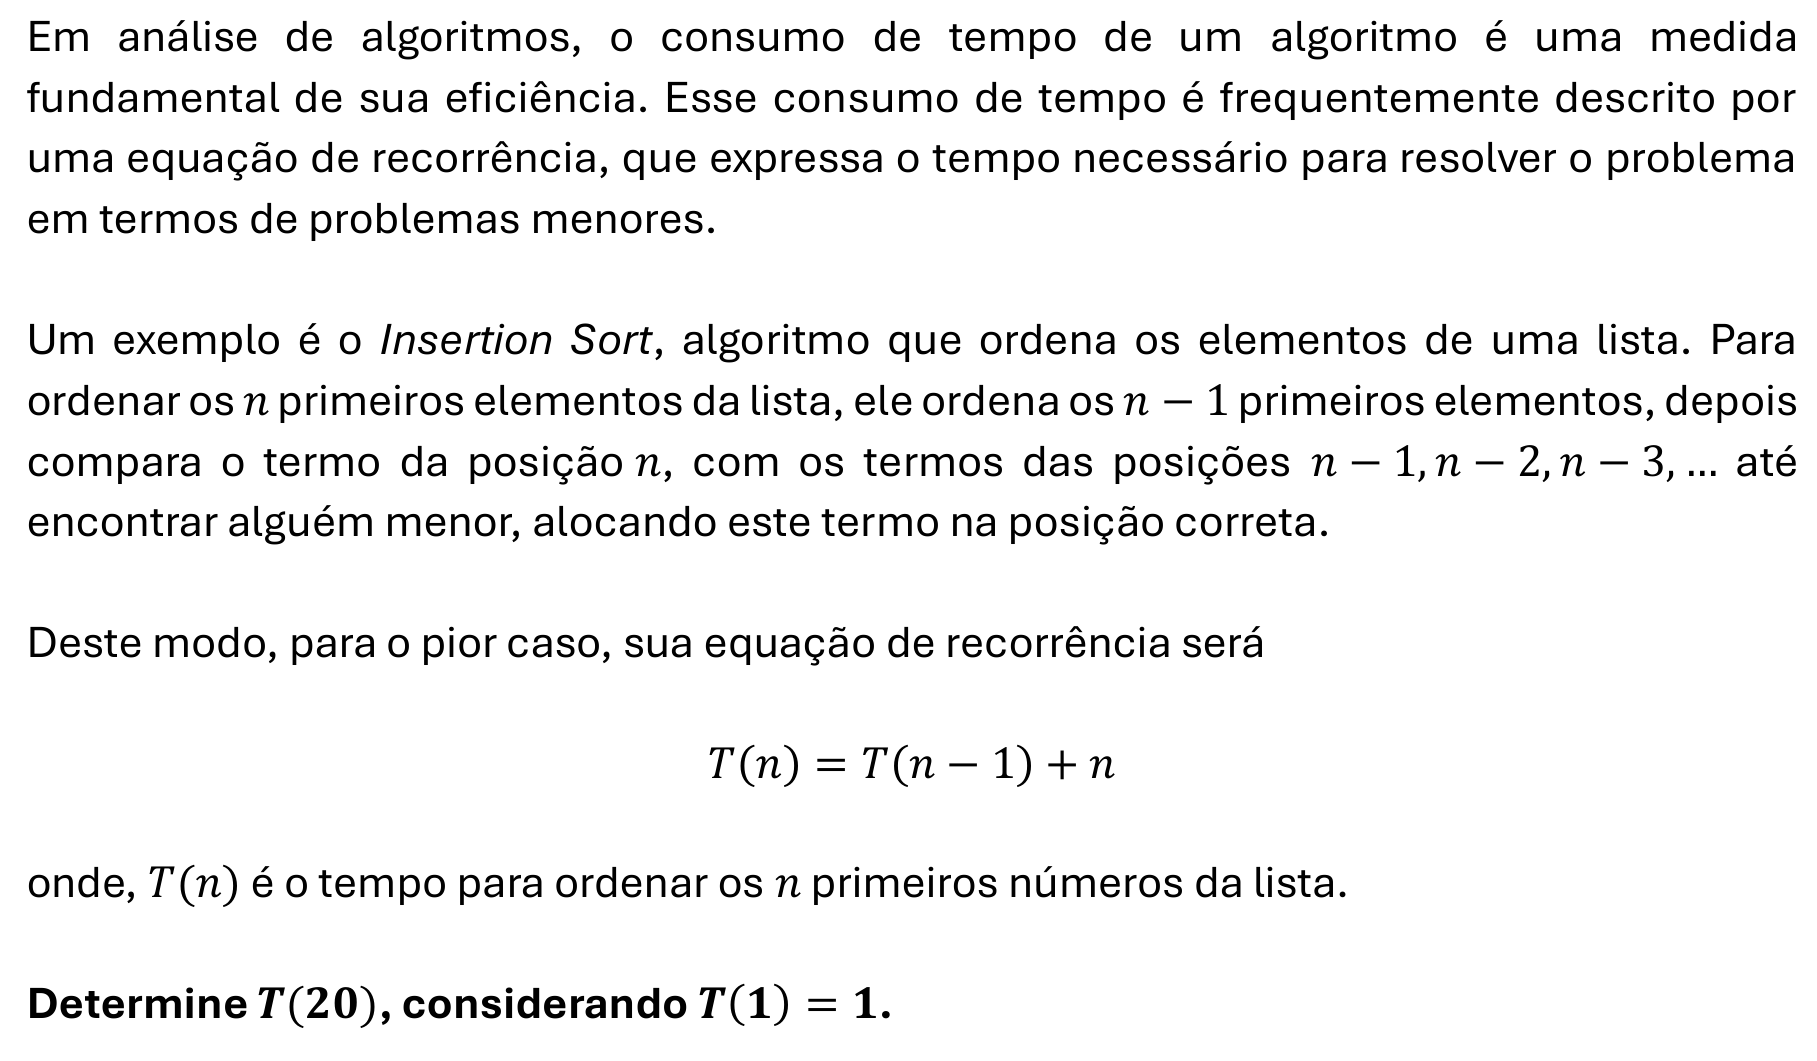 Em análise de algoritmos, o consumo de tempo de um algoritmo é uma medida
fundamental de sua eficiência. Esse consumo de tempo é frequentemente descrito por
uma equação de recorrência, que expressa o tempo necessário para resolver o problema
em termos de problemas menores.
Um exemplo é o Insertion Sort, algoritmo que ordena os elementos de uma lista. Para
ordenar os n primeiros elementos da lista, ele ordena os n − 1 primeiros elementos, depois
compara o termo da posição n, com os termos das posições n − 1, n − 2, n − 3, … até
encontrar alguém menor, alocando este termo na posição correta.
Deste modo, para o pior caso, sua equação de recorrência será
T(n) = T(n − 1) + n
onde, T(n) é o tempo para ordenar os n primeiros números da lista.
Determine T(20), considerando T(1) = 1.